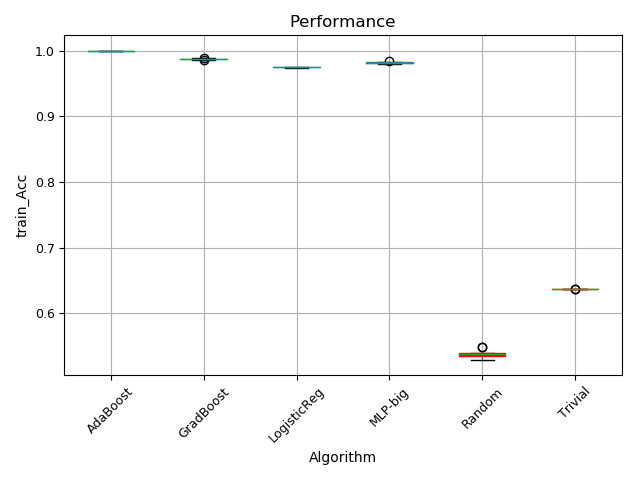 Performance
train_Acc
1.0
0.9
0.8
0.7
0.6
AdaBoost
GradBoost
LogisticReg
MLP-big
Random
Trivial
Algorithm